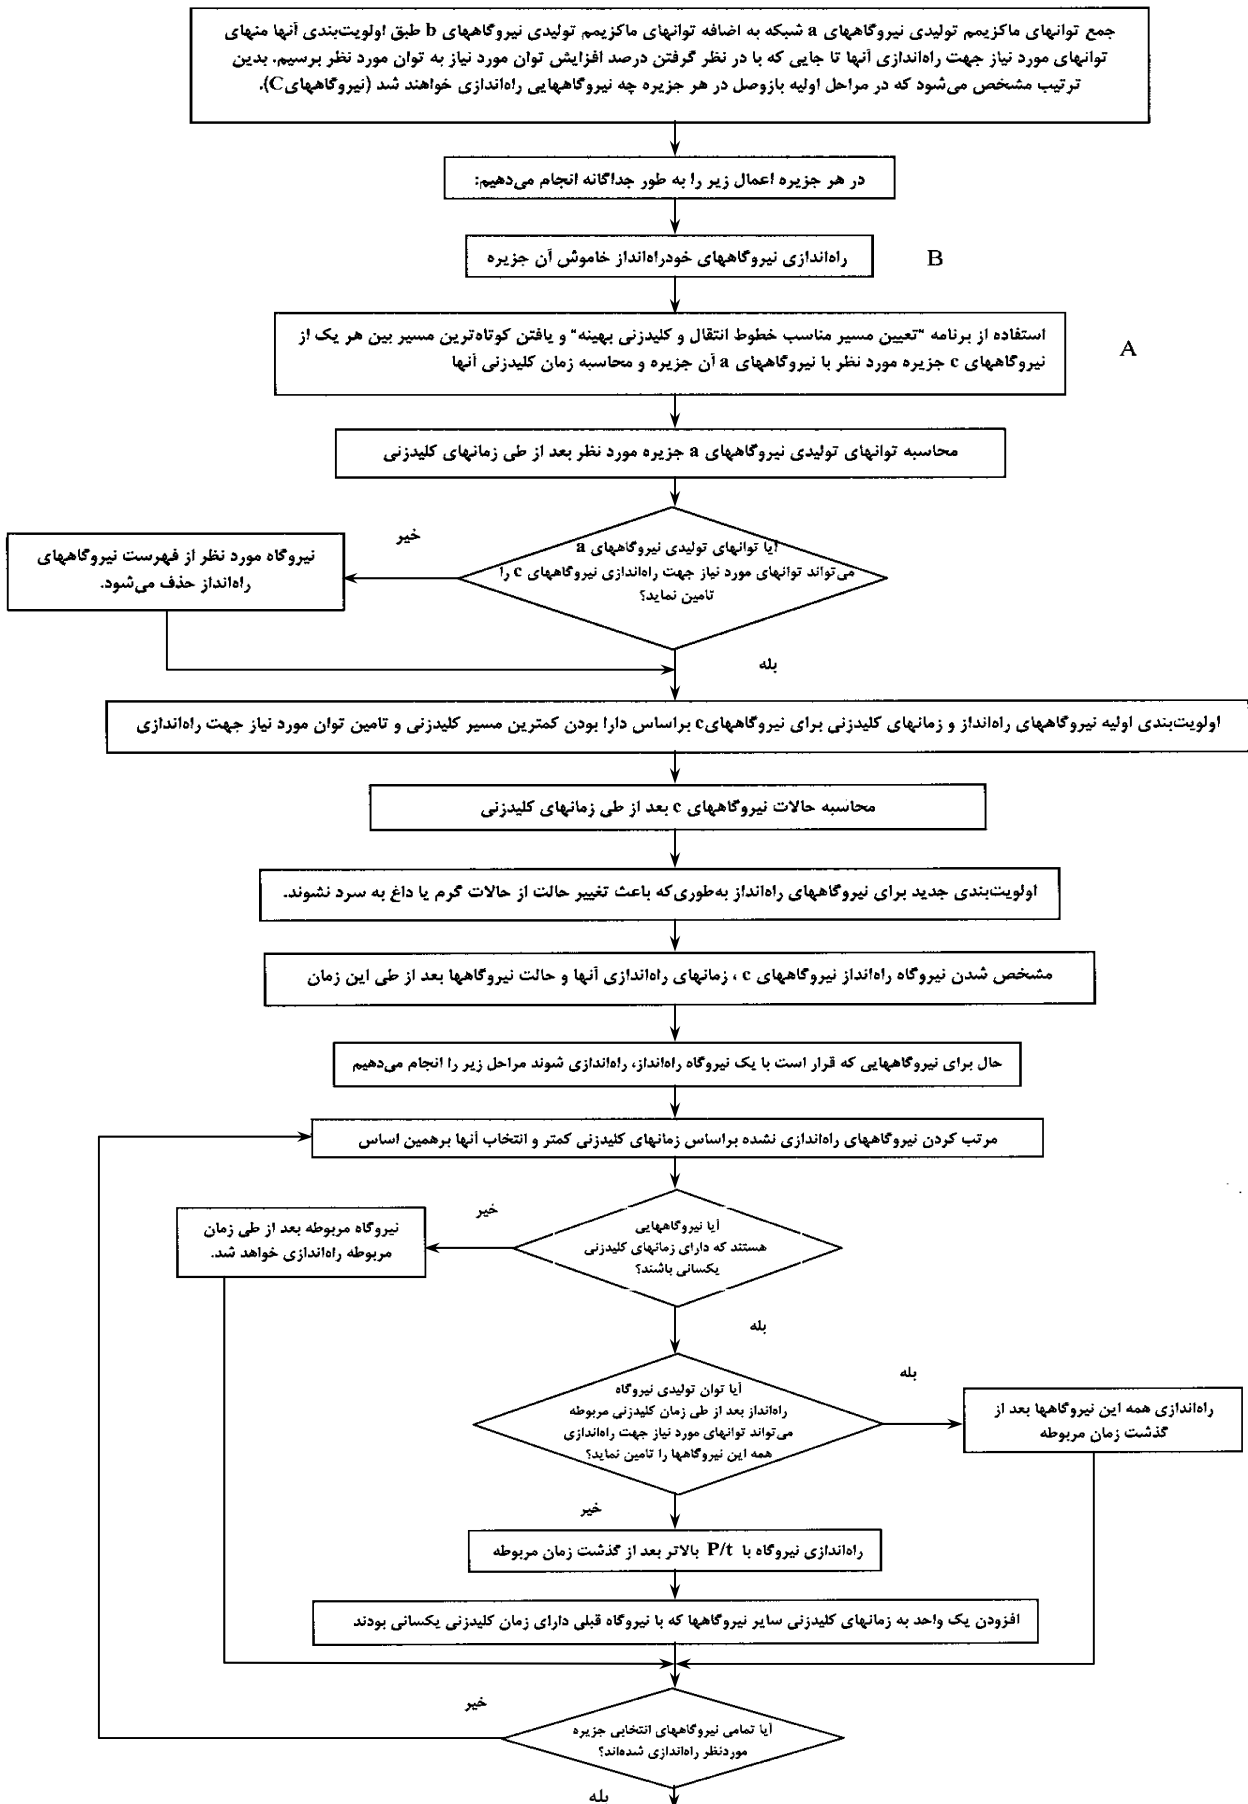 جمع توانهای ماکزیمم تولیدی نیروگاههای a شبکه به اضافه توانهای ماکزیمم تولیدی نیروگاههای b طبق اولویت‌بندی آنها منهای
توانهای مورد نیاز جهت راه‌اندازی آنها تا جایی که با در نظر گرفتن درصد افزایش توان مورد نیاز به توان مورد نظر برسیم. بدین
ترتیب مشخص می‌شود که در مراحل اولیه بازوصل در هر جزیره چه نیروگاههایی راه‌اندازی خواهند شد (نیروگاههایC).
در هر جزیره اعمال زیر را به طور جداگانه انجام می‌دهیم:
راه‌اندازی نیروگاههای خودراه‌انداز خاموش آن جزیره
B
استفاده از برنامه "تعیین مسیر مناسب خطوط انتقال و کلیدزنی بهینه" و یافتن کوتاه‌ترین مسیر بین هر یک از
نیروگاههای c جزیره مورد نظر با نیروگاههای a آن جزیره و محاسبه زمان کلیدزنی آنها
A
محاسبه توانهای تولیدی نیروگاههای a جزیره مورد نظر بعد از طی زمانهای کلیدزنی
آیا توانهای تولیدی نیروگاههای a
می‌تواند توانهای مورد نیاز جهت راه‌اندازی نیروگاههای c را
تامین نماید؟
خیر
نیروگاه مورد نظر از فهرست نیروگاههای
راه‌انداز حذف می‌شود.
بله
اولویت‌بندی اولیه نیروگاههای راه‌انداز و زمانهای کلیدزنی برای نیروگاههایc براساس دارا بودن کمترین مسیر کلیدزنی و تامین توان مورد نیاز جهت راه‌اندازی
محاسبه حالات نیروگاههای c بعد از طی زمانهای کلیدزنی
اولویت‌بندی جدید برای نیروگاههای راه‌انداز به‌طوری‌که باعث تغییر حالت از حالات گرم یا داغ به سرد نشوند.
مشخص شدن نیروگاه راه‌انداز نیروگاههای c ، زمانهای راه‌اندازی آنها و حالت نیروگاهها بعد از طی این زمان
حال برای نیروگاههایی که قرار است با یک نیروگاه راه‌انداز، راه‌اندازی شوند مراحل زیر را انجام می‌دهیم
مرتب کردن نیروگاههای راه‌اندازی نشده براساس زمانهای کلیدزنی کمتر و انتخاب آنها برهمین اساس
آیا نیروگاههایی
هستند که دارای زمانهای کلیدزنی
یکسانی باشند؟
خیر
نیروگاه مربوطه بعد از طی زمان
مربوطه راه‌اندازی خواهد شد.
بله
آیا توان تولیدی نیروگاه
راه‌انداز بعد از طی زمان کلیدزنی مربوطه
می‌تواند توانهای مورد نیاز جهت راه‌اندازی
همه این نیروگاهها را تامین نماید؟
بله
راه‌اندازی همه این نیروگاهها بعد از
گذشت زمان مربوطه
خیر
راه‌اندازی نیروگاه با P/t بالاتر بعد از گذشت زمان مربوطه
افزودن یک واحد به زمانهای کلیدزنی سایر نیروگاهها که با نیروگاه قبلی دارای زمان کلیدزنی یکسانی بودند
خیر
آیا تمامی نیروگاههای انتخابی جزیره
موردنظر راه‌اندازی شده‌اند؟
بله